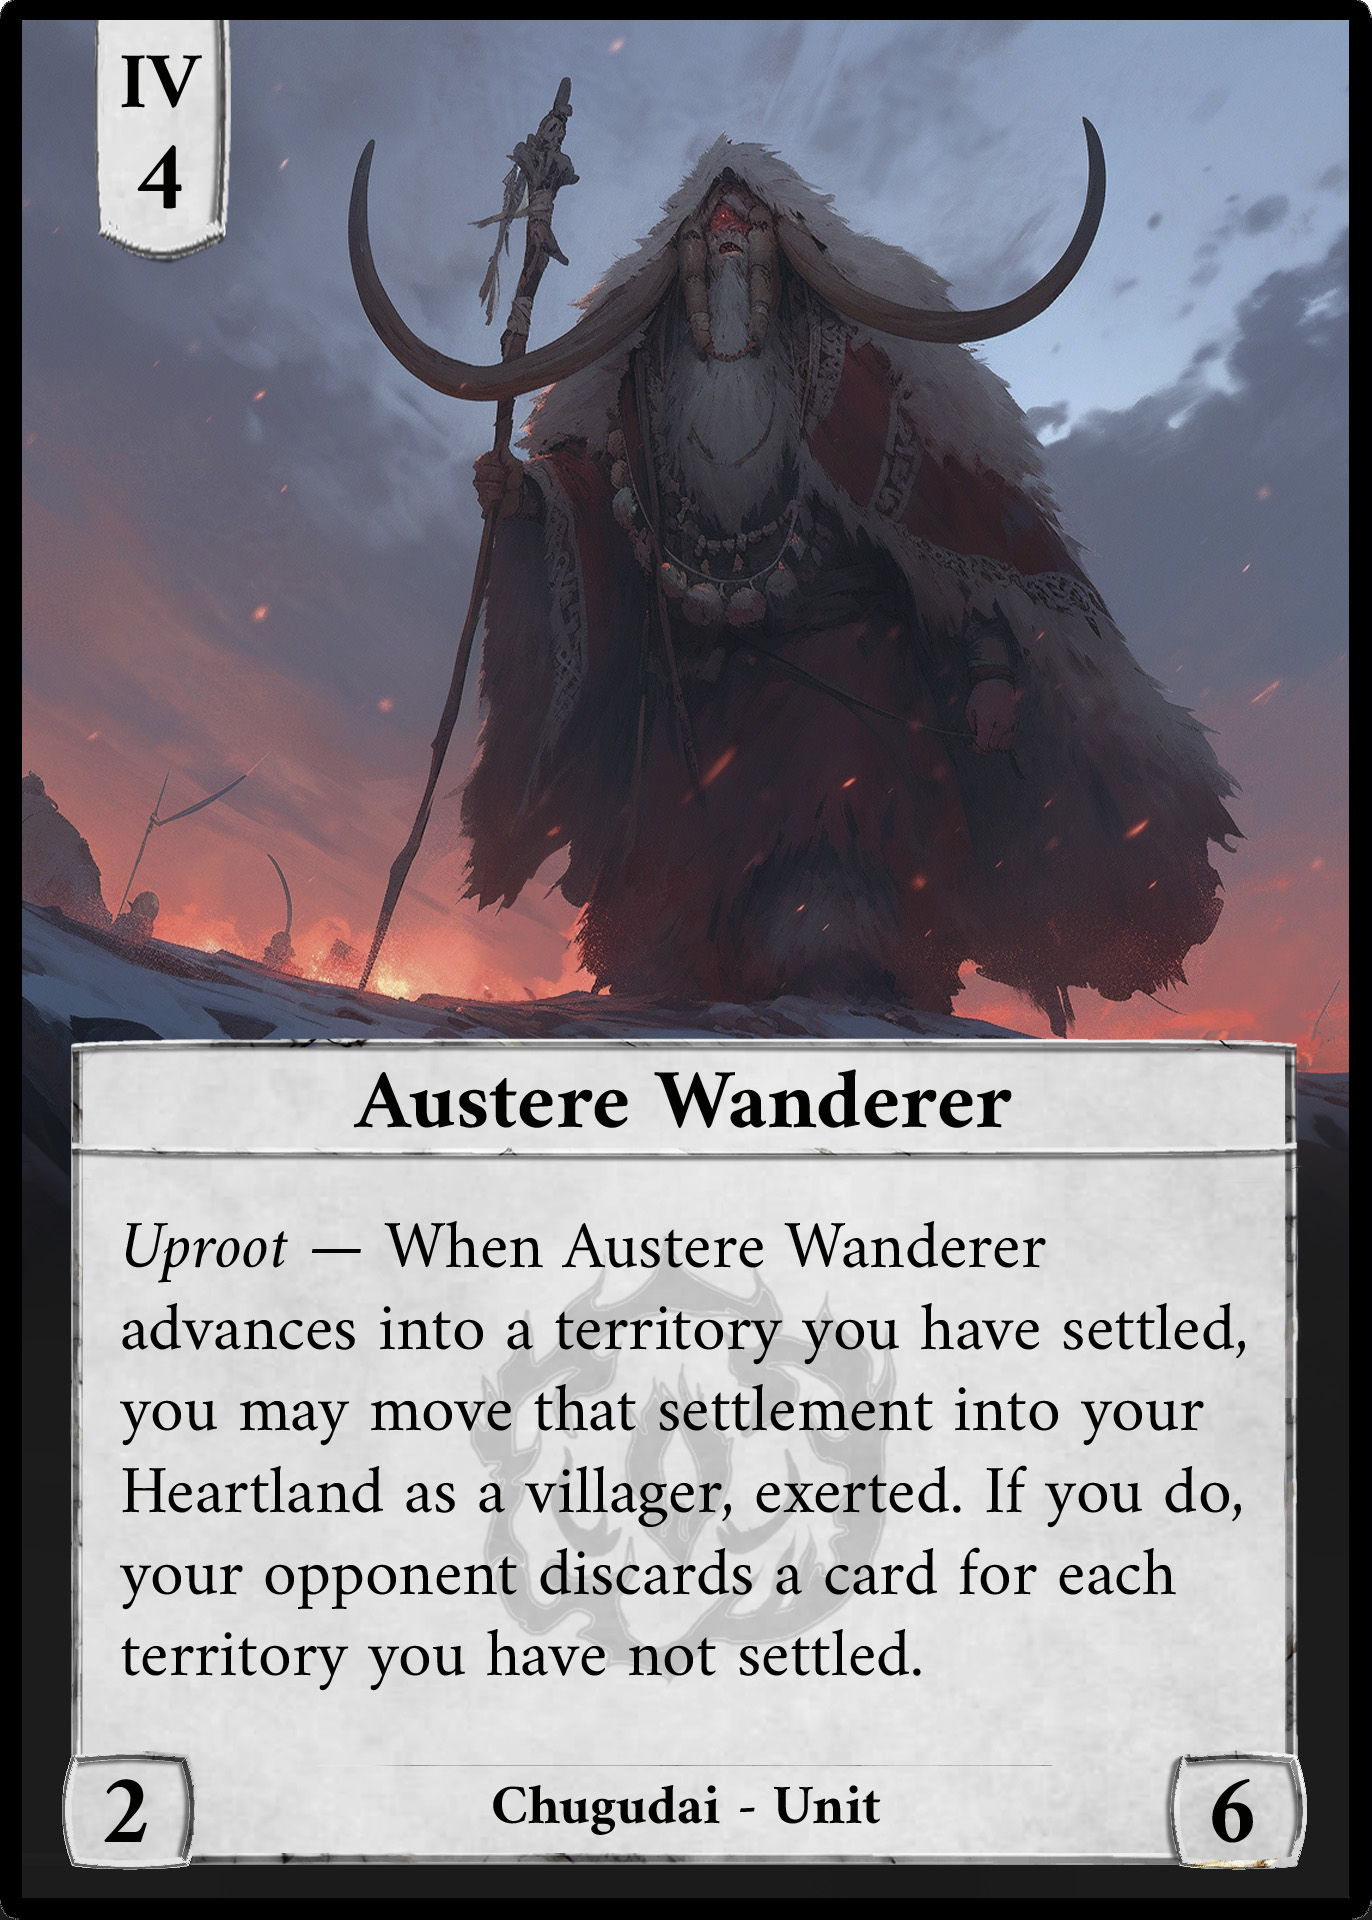 IV
4
Austere Wanderer
Uproot — When Austere Wanderer
advances into a territory you have settled,
you may move that settlement into your
Heartland as a villager, exerted. If you do,
your opponent discards a card for each
territory you have not settled.
2
Chugudai - Unit
6